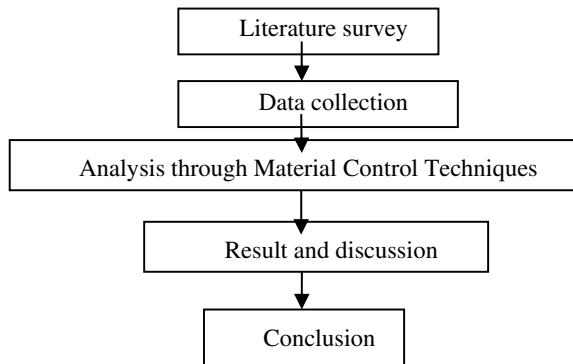 Literature survey
Data collection
Analysis through Material Control Techniques
Result and discussion
Conclusion